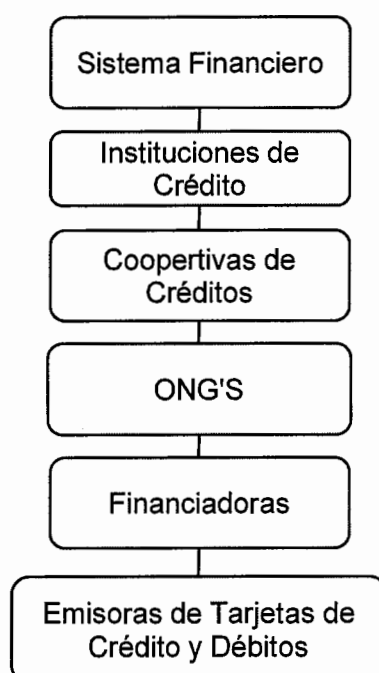 Sistema Financiero
Instituciones de
Crédito
Coopertivas de
Créditos
ONG'S
Financiadoras
Emisoras de Tarjetas de
Crédito y Débitos